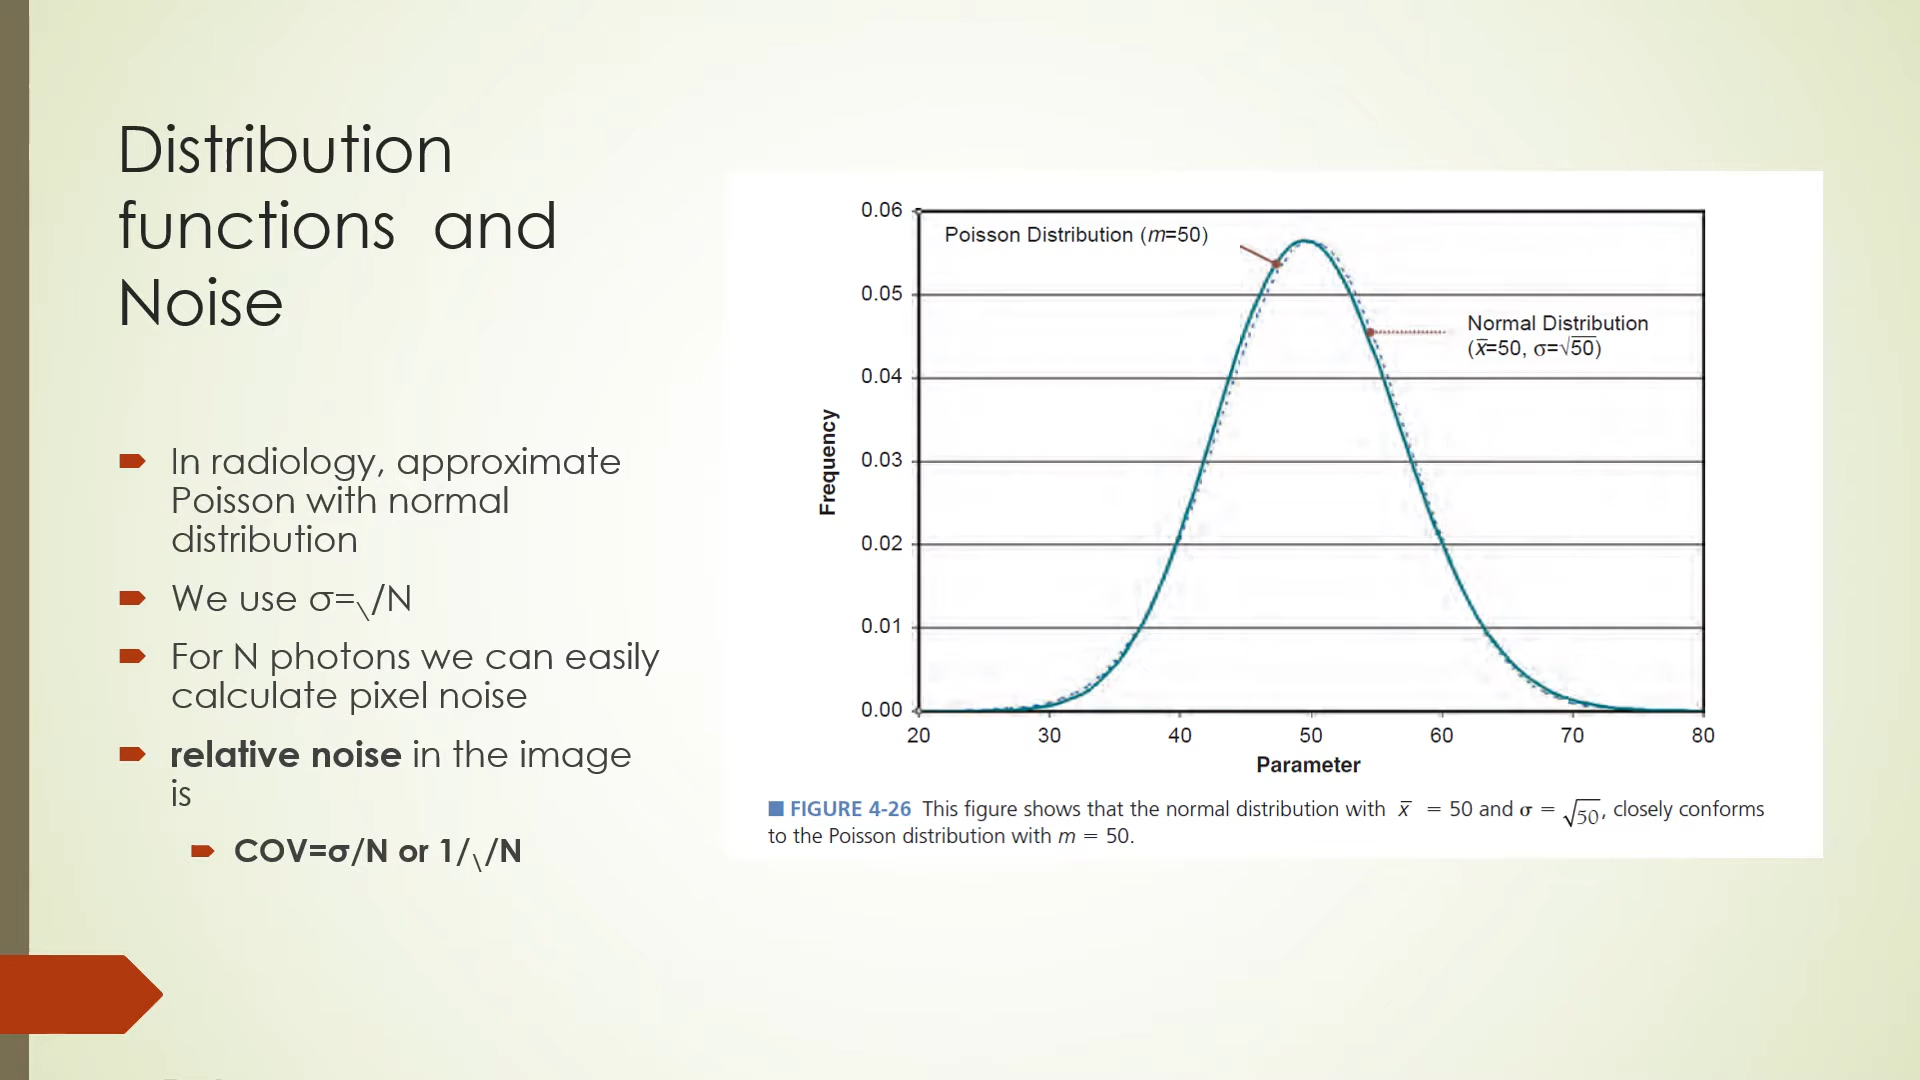 Distribution
functions and
Noise
In radiology, approximate
Poisson with normal
distribution
We use σ=\/N
For N photons we can easily
calculate pixel noise
relative noise in the image
is
COV=σ/N or 1/\/N
0.06
0.05
0.04
0.03
0.02
0.01
0.00
Frequency
Poisson Distribution (m=50)
Normal Distribution
(x̅=50, σ=√50)
20 30 40 50 60 70 80
Parameter
FIGURE 4-26 This figure shows that the normal distribution with x̅ = 50 and σ = √50, closely conforms
to the Poisson distribution with m = 50.